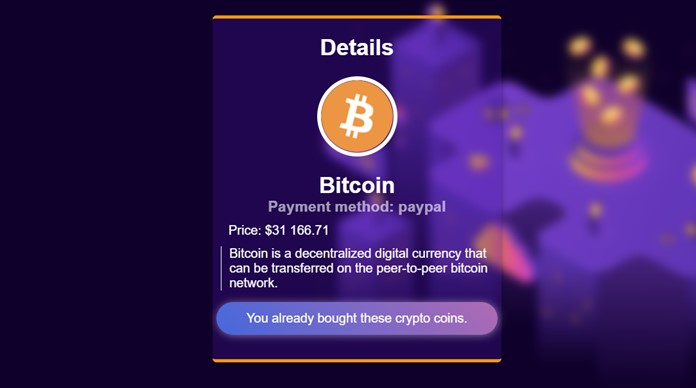 Details
Bitcoin
Payment method: paypal
Price: $31 166.71
Bitcoin is a decentralized digital currency that
can be transferred on the peer-to-peer bitcoin
network.
You already bought these crypto coins.